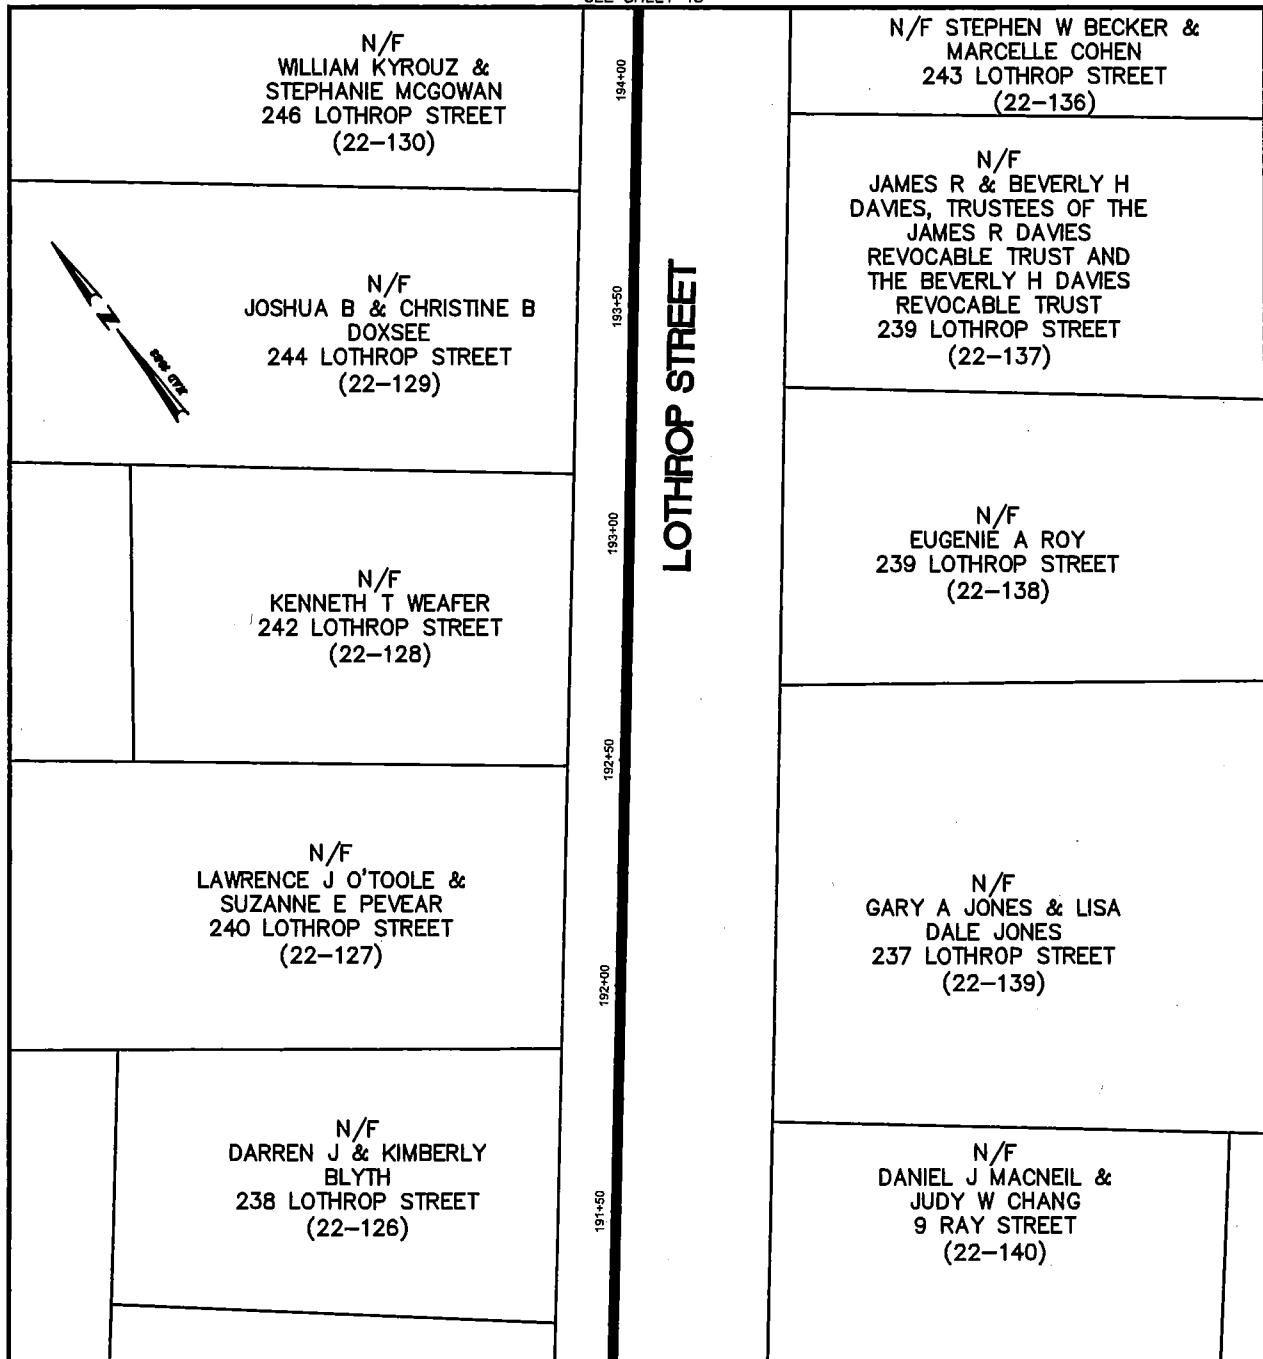 N/F
WILLIAM KYROUZ &
STEPHANIE MCGOWAN
246 LOTHROP STREET
(22-130)
N/F
JOSHUA B & CHRISTINE B
DOXSEE
244 LOTHROP STREET
(22-129)
N
N/F
KENNETH T WEAFER
242 LOTHROP STREET
(22-128)
N/F
LAWRENCE J O'TOOLE &
SUZANNE E PEVEAR
240 LOTHROP STREET
(22-127)
N/F
DARREN J & KIMBERLY
BLYTH
238 LOTHROP STREET
(22-126)
194+00
193+50
193+00
192+50
192+00
191+50
LOTHROP STREET
N/F STEPHEN W BECKER &
MARCELLE COHEN
243 LOTHROP STREET
(22-136)
N/F
JAMES R & BEVERLY H
DAVIES, TRUSTEES OF THE
JAMES R DAVIES
REVOCABLE TRUST AND
THE BEVERLY H DAVIES
REVOCABLE TRUST
239 LOTHROP STREET
(22-137)
N/F
EUGENIE A ROY
239 LOTHROP STREET
(22-138)
N/F
GARY A JONES & LISA
DALE JONES
237 LOTHROP STREET
(22-139)
N/F
DANIEL J MACNEIL &
JUDY W CHANG
9 RAY STREET
(22-140)